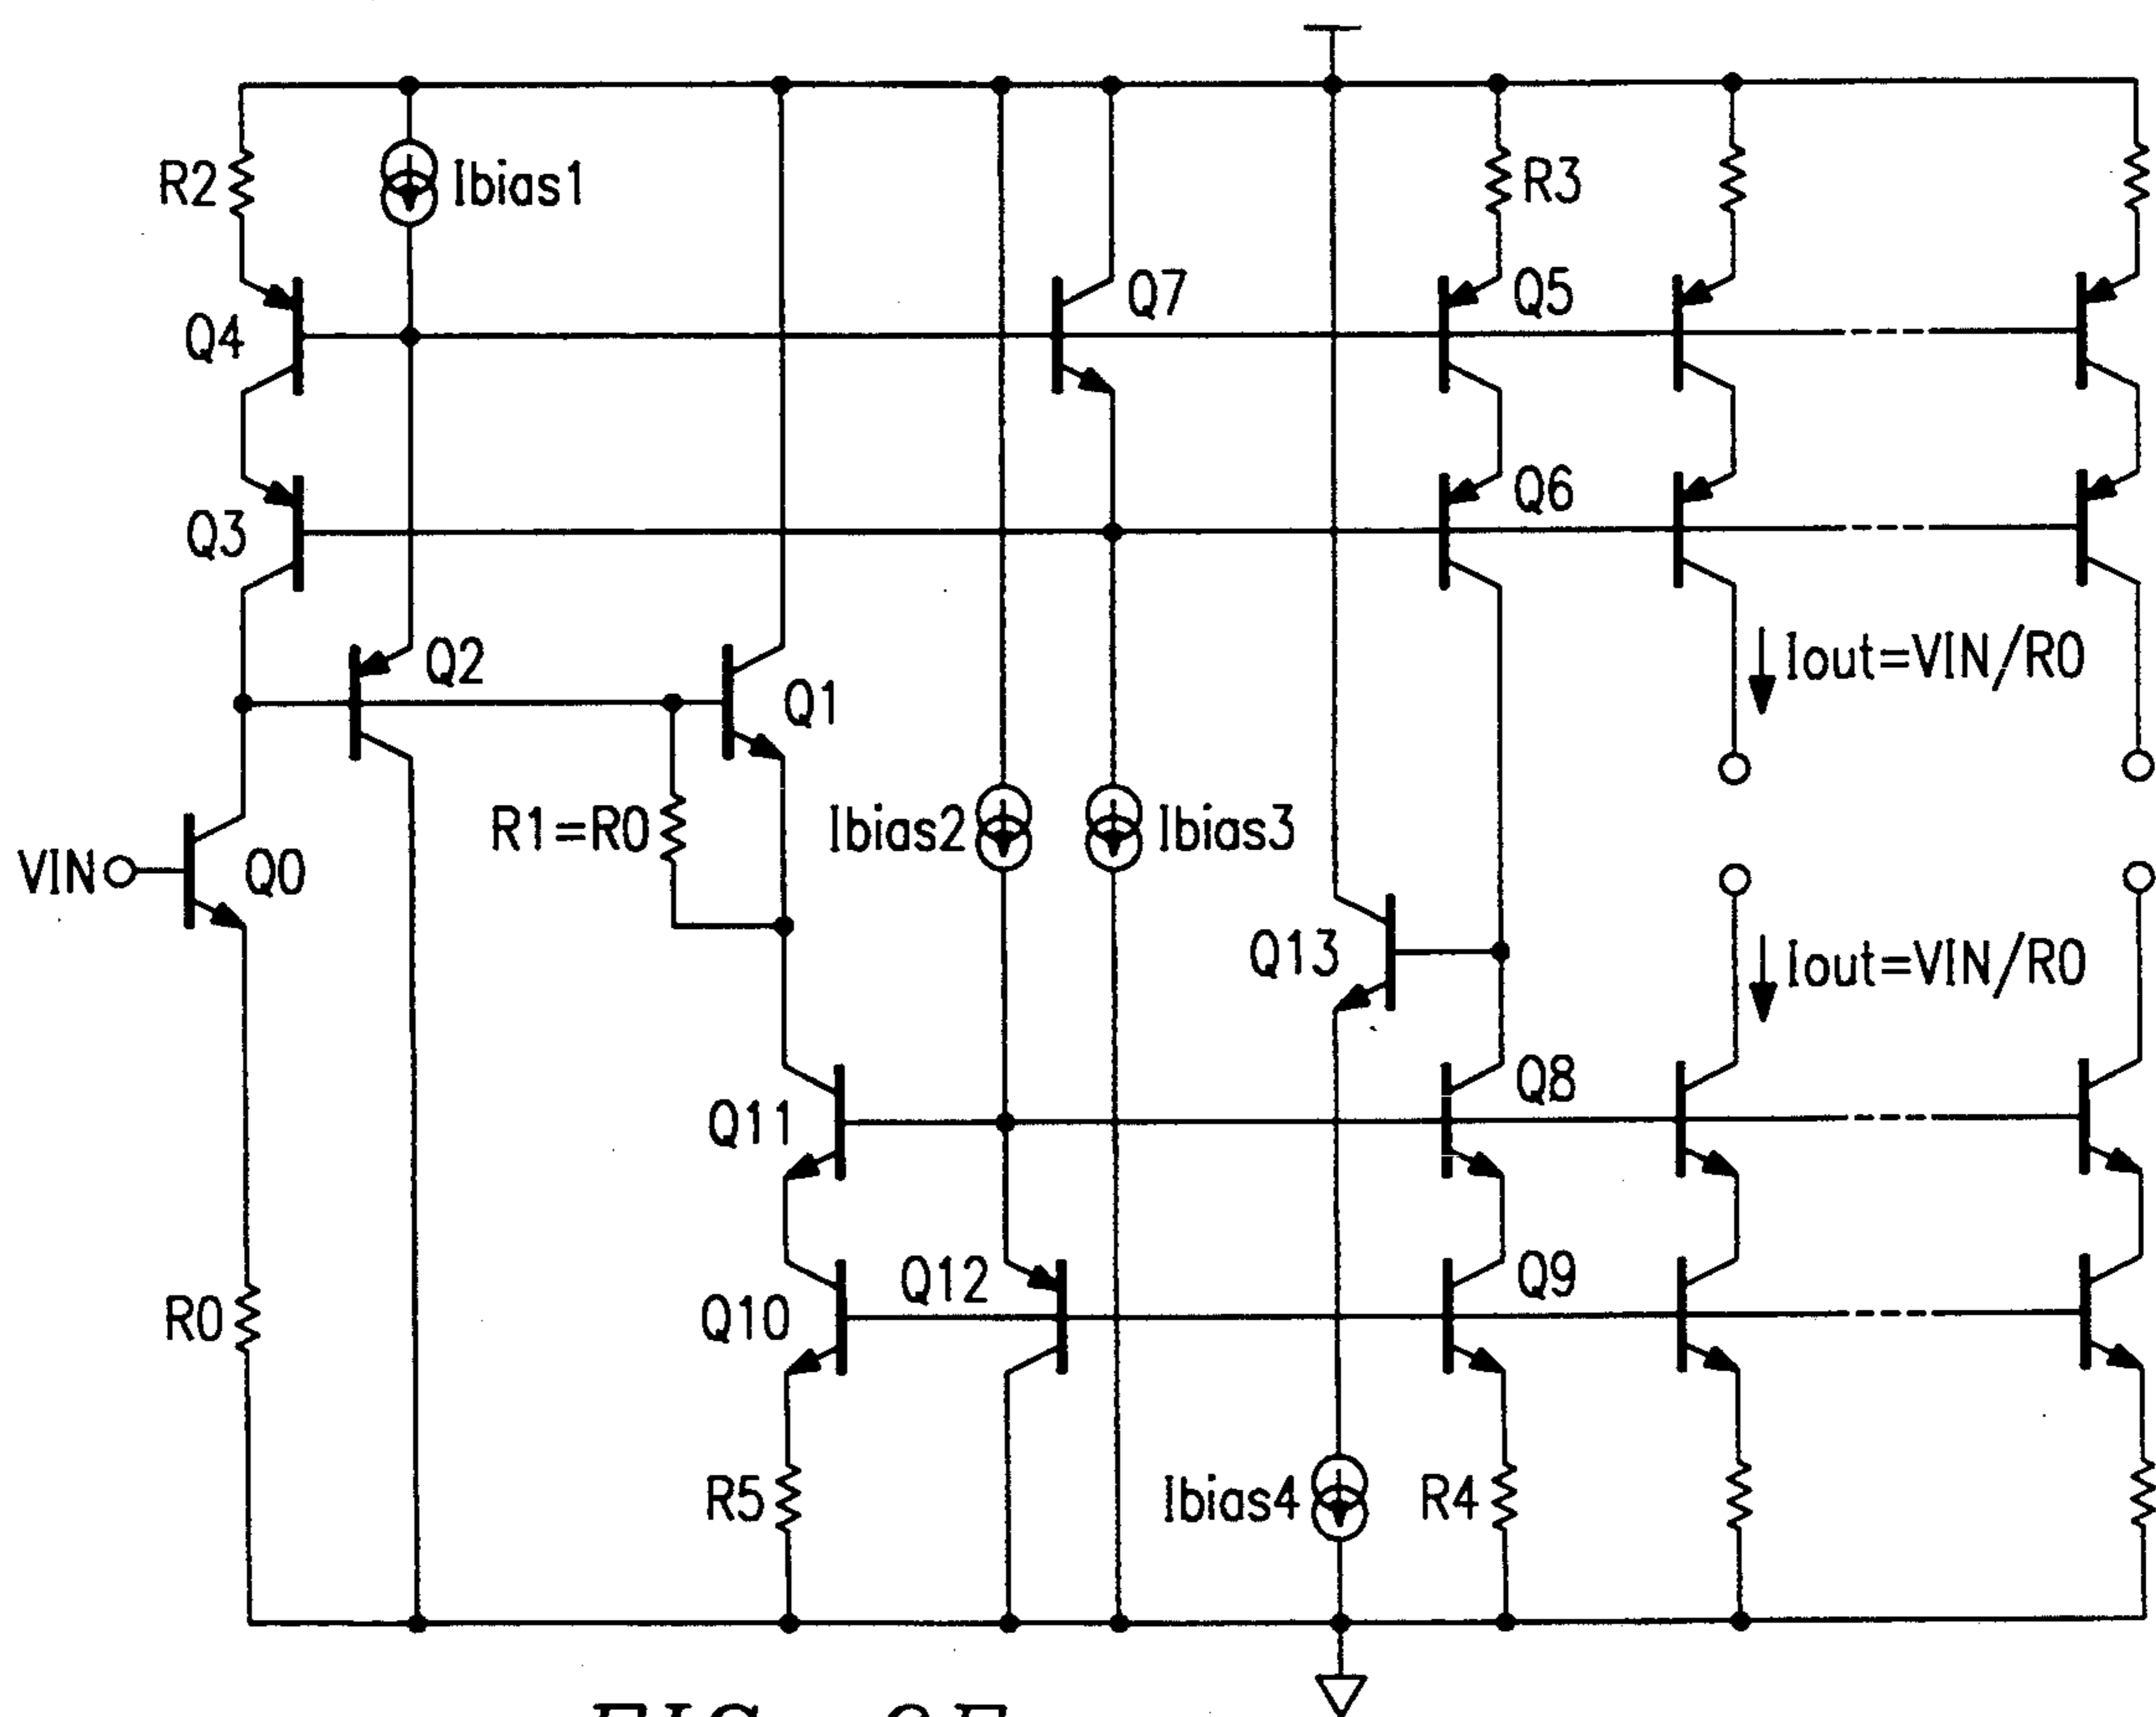 R2
Ibias1
R3
Q4
Q7
Q5
Q3
Q6
Q2
Q1
Iout=VIN/R0
R1=R0
Ibias2
Ibias3
VIN
Q0
Q13
Iout=VIN/R0
Q11
Q8
Q10
Q12
Q9
R0
R5
Ibias4
R4